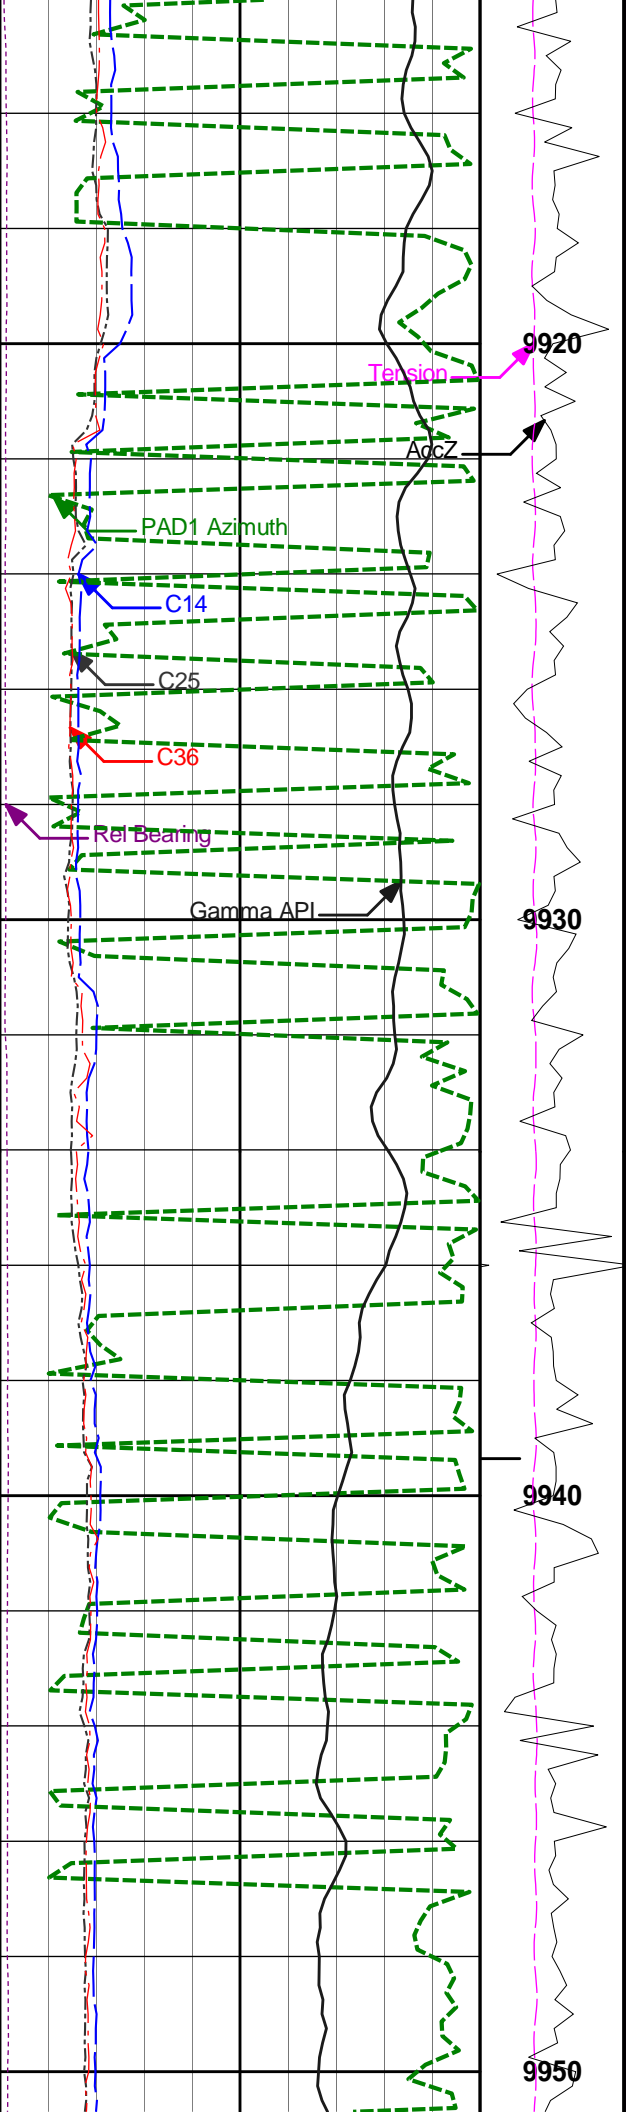 9920
Tension
AccZ
PAD1 Azimuth
C14
C25
C36
Rel Bearing
Gamma API
9930
9940
9950